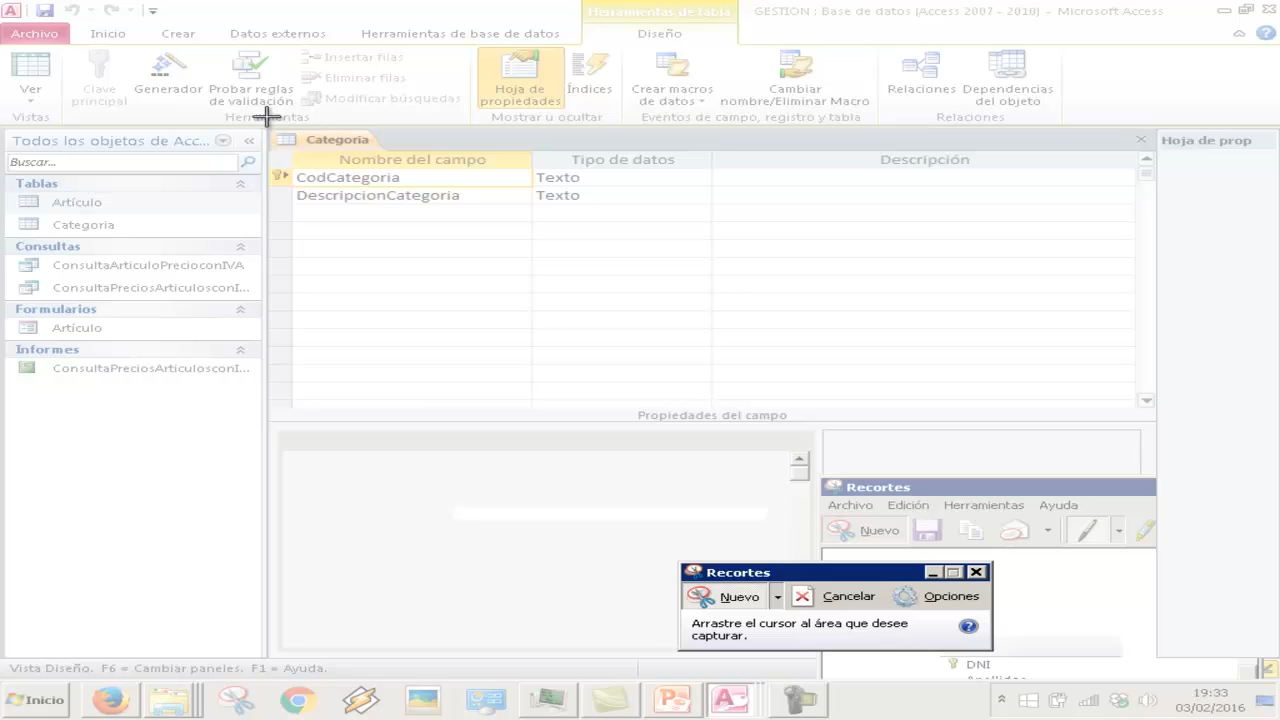 Herramientas de tabla
GESTION : Base de datos (Access 2007 - 2010) - Microsoft Access
Archivo Inicio Crear Datos externos Herramientas de base de datos Diseño
Ver
Clave principal
Generador
Probar reglas de validación
Insertar filas
Eliminar filas
Modificar búsquedas
Hoja de propiedades
Índices
Crear macros de datos
Cambiar nombre/Eliminar Macro
Relaciones
Dependencias del objeto
Vistas Herramientas Mostrar u ocultar Eventos de campo, registro y tabla Relaciones
Todos los objetos de Acc... «
Buscar...
Tablas
Artículo
Categoria
Consultas
ConsultaArticuloPrecioconIVA
ConsultaPreciosArticulosconI...
Formularios
Artículo
Informes
ConsultaPreciosArticulosconI...
Categoria
Nombre del campo Tipo de datos Descripción
CodCategoria Texto
DescripcionCategoria Texto
Propiedades del campo
Hoja de prop
Recortes
Archivo Edición Herramientas Ayuda
Nuevo
Recortes
Nuevo Cancelar Opciones
Arrastre el cursor al área que desee
capturar.
DNI
Vista Diseño. F6 = Cambiar paneles. F1 = Ayuda.
Inicio
19:33
03/02/2016